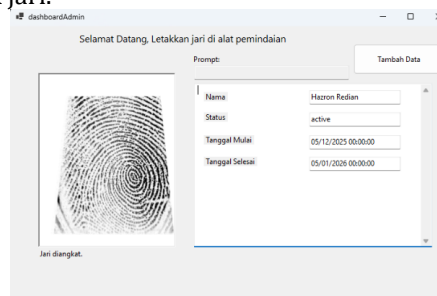 jari.
dashboardAdmin
Selamat Datang, Letakkan jari di alat pemindaian
Prompt:
Tambah Data
Nama Hazron Redian
Status active
Tanggal Mulai 05/12/2025 00:00:00
Tanggal Selesai 05/01/2026 00:00:00
Jari diangkat.